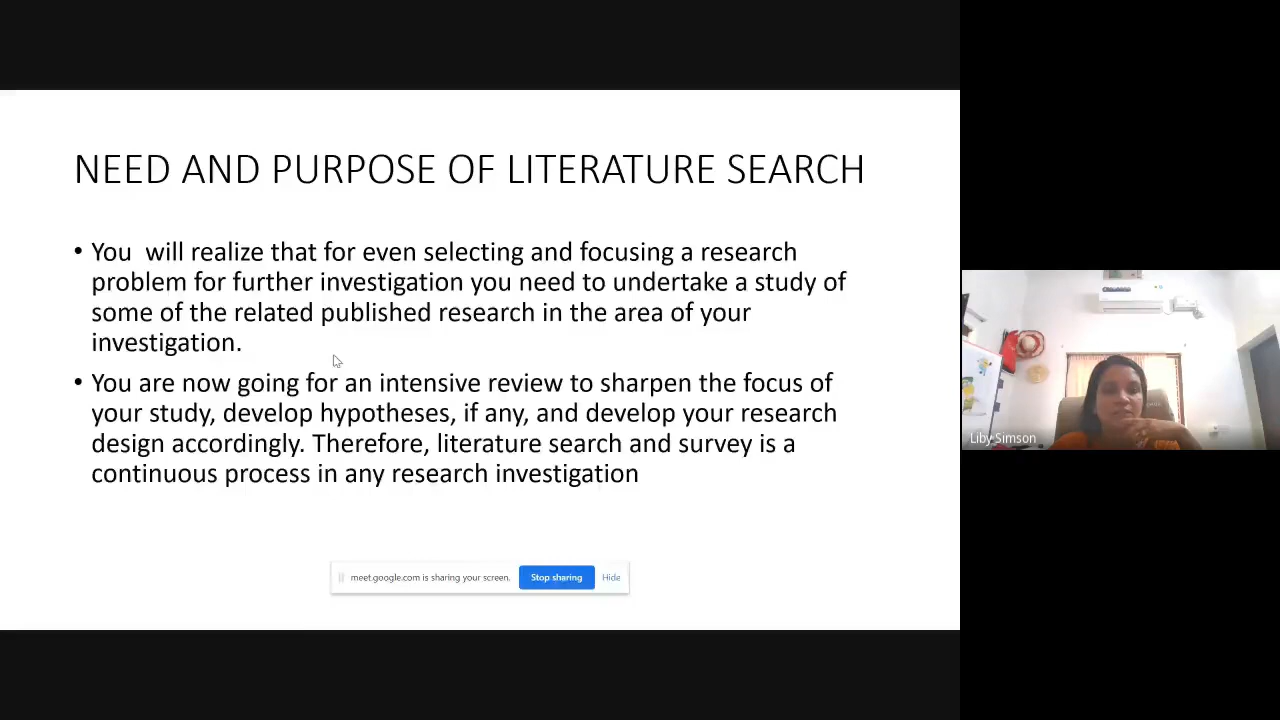 NEED AND PURPOSE OF LITERATURE SEARCH
• You will realize that for even selecting and focusing a research
problem for further investigation you need to undertake a study of
some of the related published research in the area of your
investigation.
• You are now going for an intensive review to sharpen the focus of
your study, develop hypotheses, if any, and develop your research
design accordingly. Therefore, literature search and survey is a
continuous process in any research investigation
meet.google.com is sharing your screen. Stop sharing Hide
Liby Simson